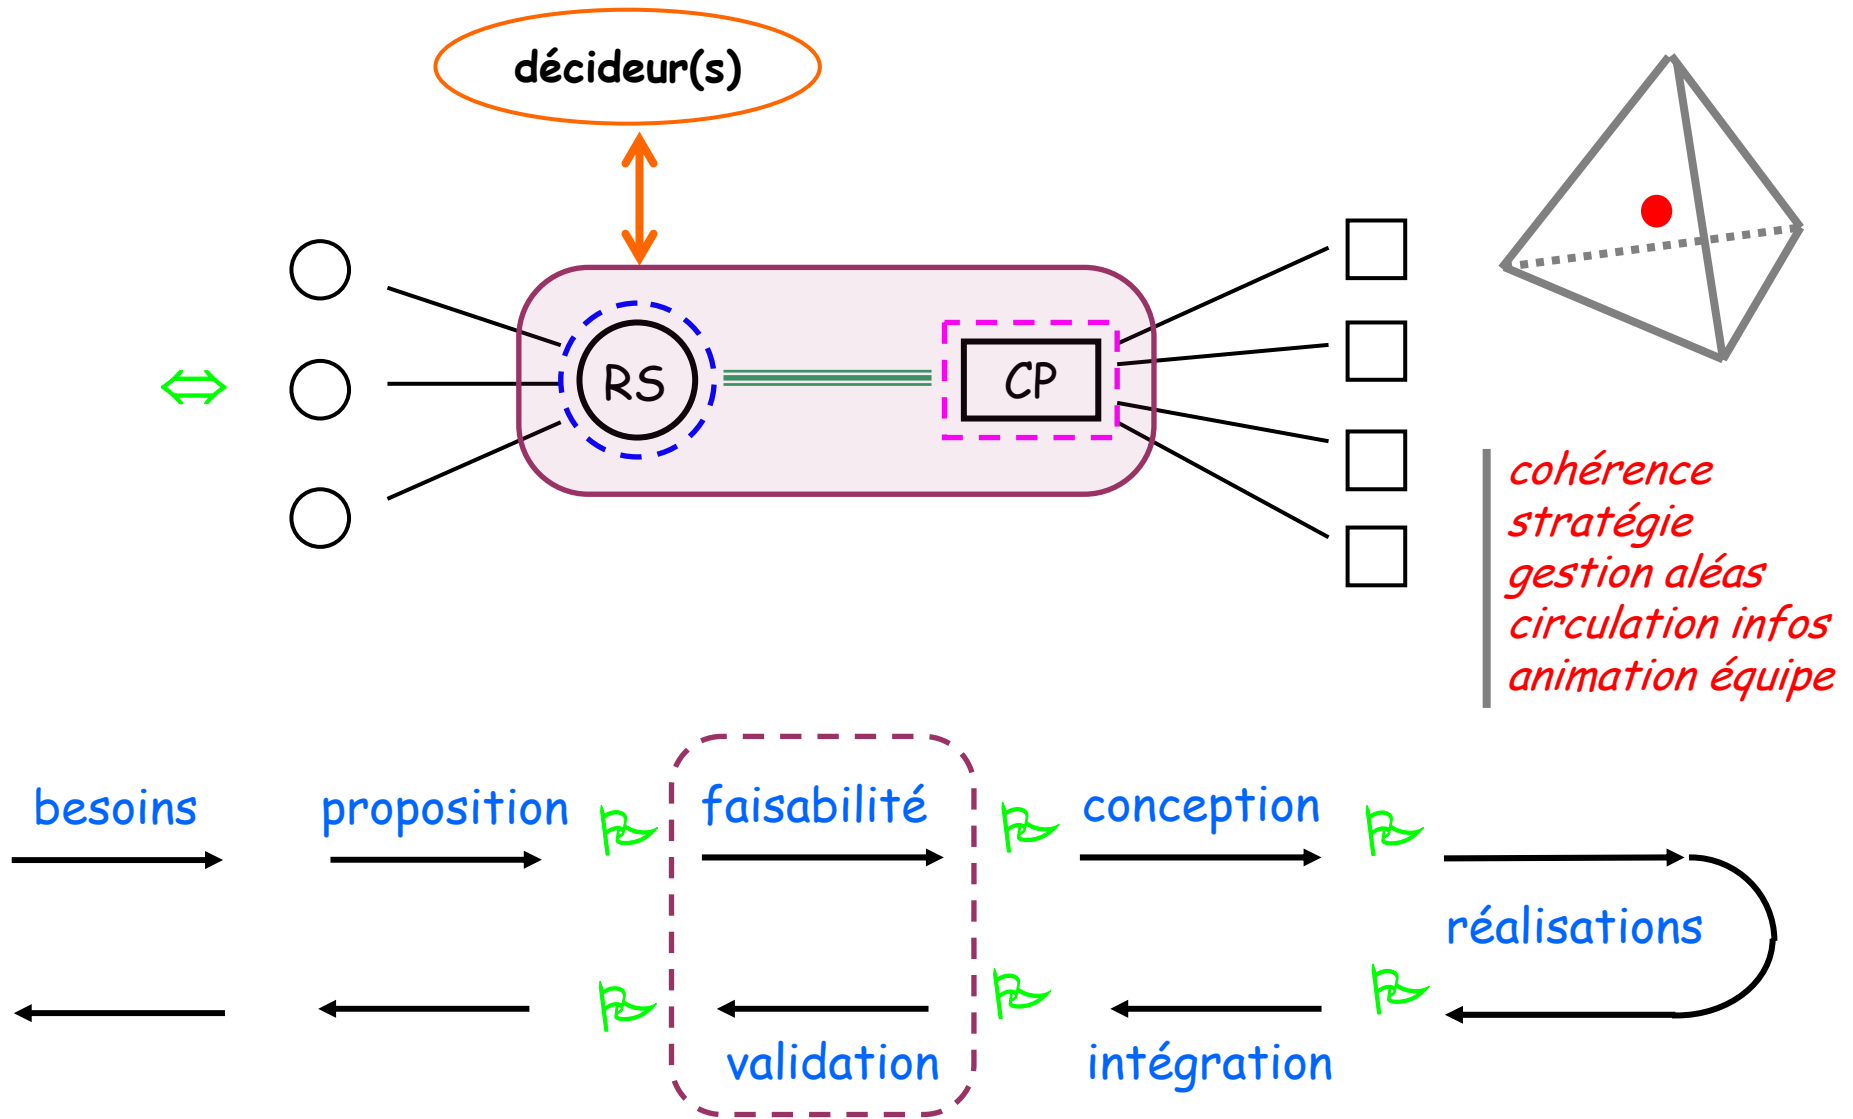 décideur(s)
RS
CP
cohérence
stratégie
gestion aléas
circulation infos
animation équipe
besoins
proposition
faisabilité
conception
réalisations
validation
intégration